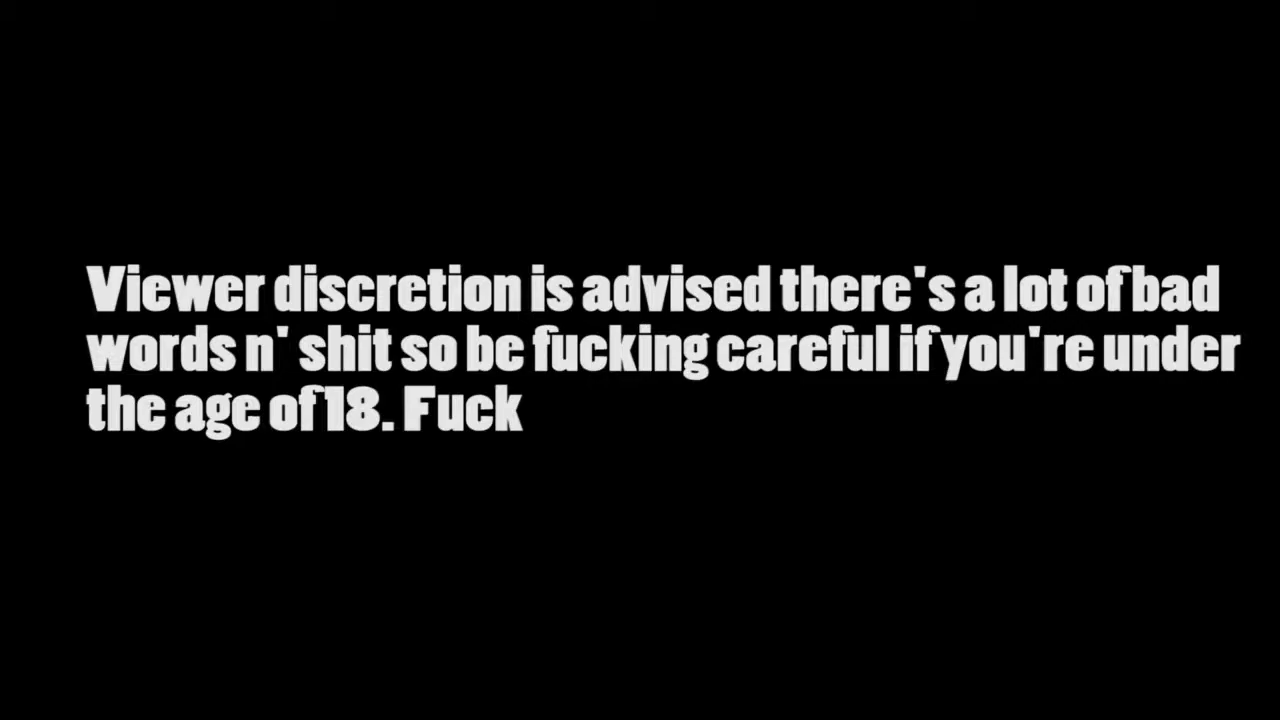 Viewer discretion is advised there's a lot of bad
words n' shit so be fucking careful if you're under
the age of 18. Fuck